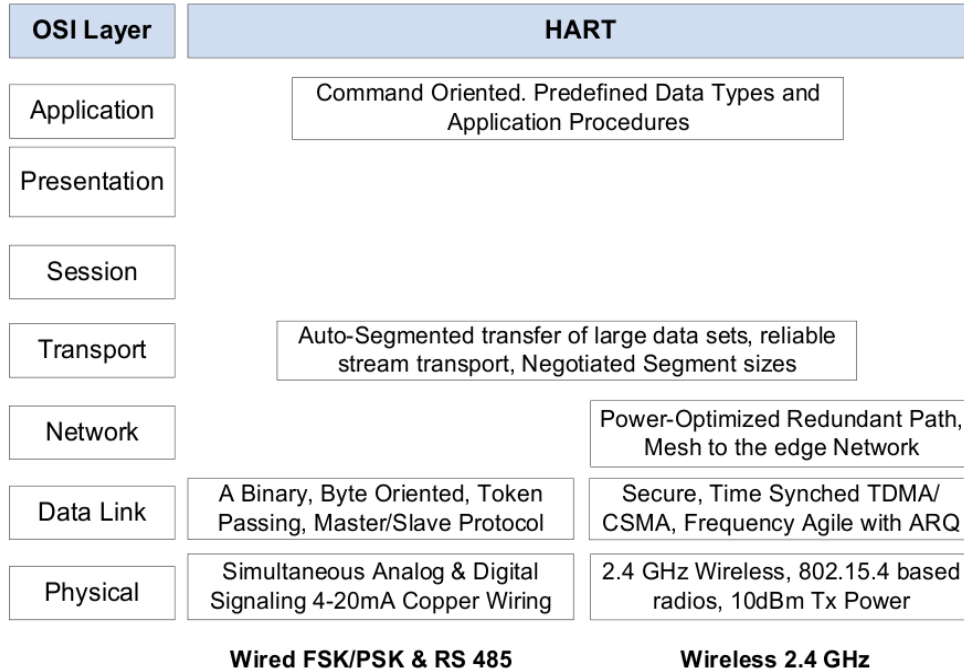 OSI Layer
HART
Application
Command Oriented. Predefined Data Types and
Application Procedures
Presentation
Session
Transport
Auto-Segmented transfer of large data sets, reliable
stream transport, Negotiated Segment sizes
Network
Power-Optimized Redundant Path,
Mesh to the edge Network
Data Link
A Binary, Byte Oriented, Token
Passing, Master/Slave Protocol
Secure, Time Synched TDMA/
CSMA, Frequency Agile with ARQ
Physical
Simultaneous Analog & Digital
Signaling 4-20mA Copper Wiring
2.4 GHz Wireless, 802.15.4 based
radios, 10dBm Tx Power
Wired FSK/PSK & RS 485
Wireless 2.4 GHz